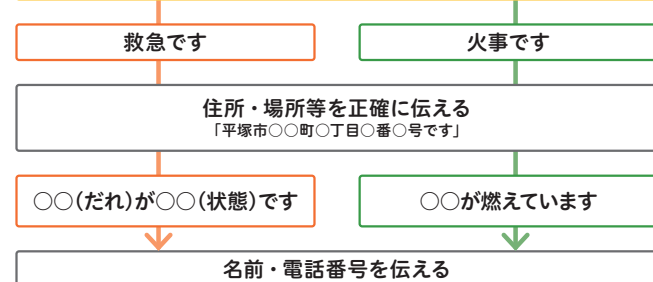 救急です
火事です
住所・場所等を正確に伝える
「平塚市○○町○丁目○番○号です」
○○(だれ)が○○(状態)です
○○が燃えています
名前・電話番号を伝える